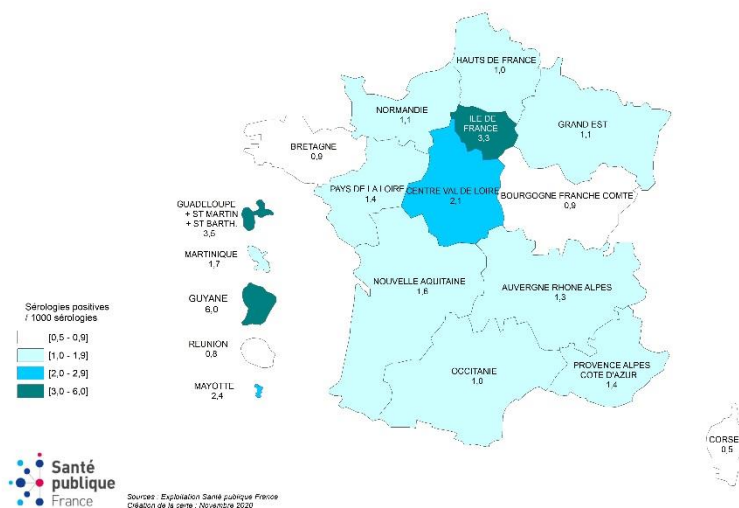 HAUTS DE FRANCE
1,0
NORMANDIE
1,1
ILE DE
FRANCE
3,3
GRAND EST
1,1
BRETAGNE
0,9
PAYS DE LA LOIRE
1.4
CENTRE VAL DE LOIRE
2,1
BOURGOGNE FRANCHE COMTE
0,9
GUADELOUPE
+ ST MARTIN
+ ST BARTH.
3,5
MARTINIQUE
1,7
GUYANE
6,0
REUNION
0,8
MAYOTTE
2,4
NOUVELLE AQUITAINE
1,6
AUVERGNE RHONE ALPES
1,3
OCCITANIE
1,0
PROVENCE ALPES
COTE D'AZUR
1,4
CORSE
0,5
Sérologies positives
/ 1000 sérologies
[0,5 - 0,9]
[1,0 - 1,9]
[2,0 - 2,9]
[3,0 - 6,0]
Santé
publique
France
Sources : Exploitation Santé publique France
Création de la carte : Novembre 2020